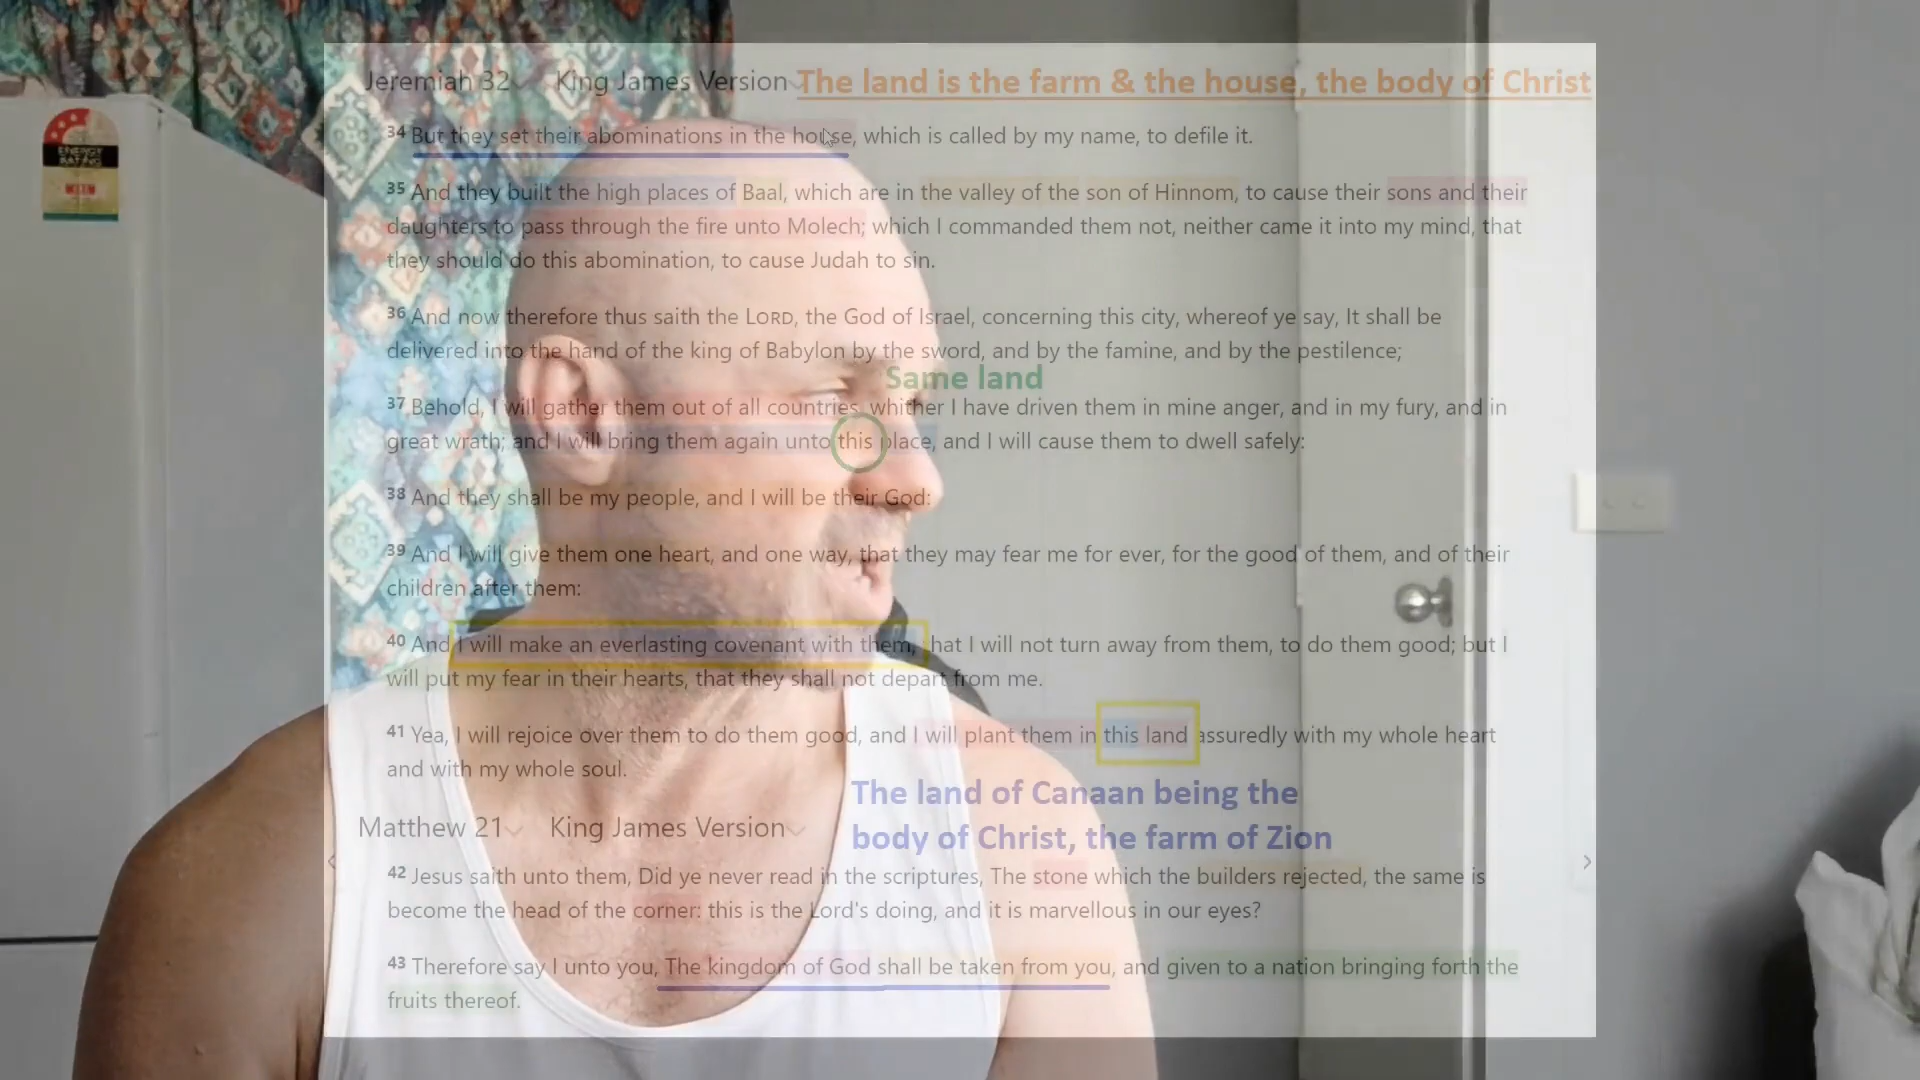 Jeremiah 32 King James Version The land is the farm & the house, the body of Christ
34 But they set their abominations in the house, which is called by my name, to defile it.
35 And they built the high places of Baal, which are in the valley of the son of Hinnom, to cause their sons and their
daughters to pass through the fire unto Molech; which I commanded them not, neither came it into my mind, that
they should do this abomination, to cause Judah to sin.
36 And now therefore thus saith the LORD, the God of Israel, concerning this city, whereof ye say, It shall be
delivered into the hand of the king of Babylon by the sword, and by the famine, and by the pestilence;
Same land
37 Behold, I will gather them out of all countries, whither I have driven them in mine anger, and in my fury, and in
great wrath; and I will bring them again unto this place, and I will cause them to dwell safely:
38 And they shall be my people, and I will be their God:
39 And I will give them one heart, and one way, that they may fear me for ever, for the good of them, and of their
children after them:
40 And I will make an everlasting covenant with them, that I will not turn away from them, to do them good; but I
will put my fear in their hearts, that they shall not depart from me.
41 Yea, I will rejoice over them to do them good, and I will plant them in this land assuredly with my whole heart
and with my whole soul.
The land of Canaan being the
body of Christ, the farm of Zion
Matthew 21 King James Version
42 Jesus saith unto them, Did ye never read in the scriptures, The stone which the builders rejected, the same is
become the head of the corner: this is the Lord's doing, and it is marvellous in our eyes?
43 Therefore say I unto you, The kingdom of God shall be taken from you, and given to a nation bringing forth the
fruits thereof.
ENERGY
RATING